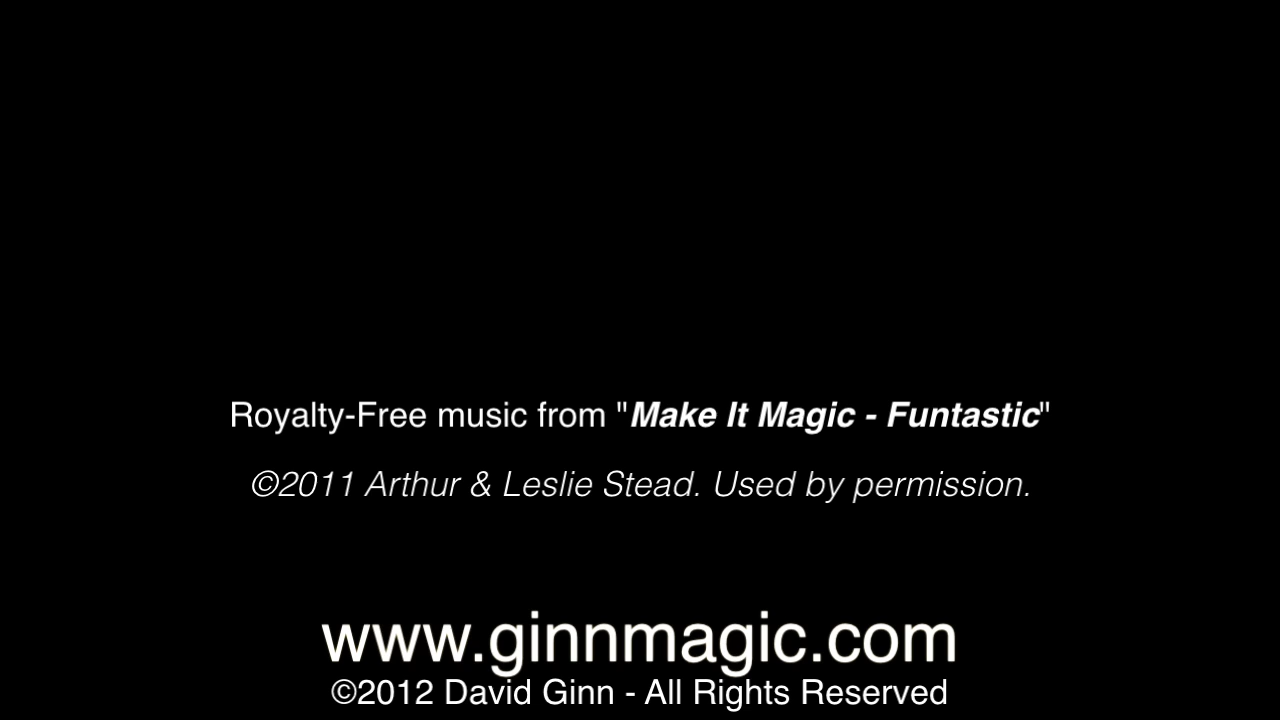 Royalty-Free music from "Make It Magic - Funtastic"
©2011 Arthur & Leslie Stead. Used by permission.
www.ginnmagic.com
©2012 David Ginn - All Rights Reserved